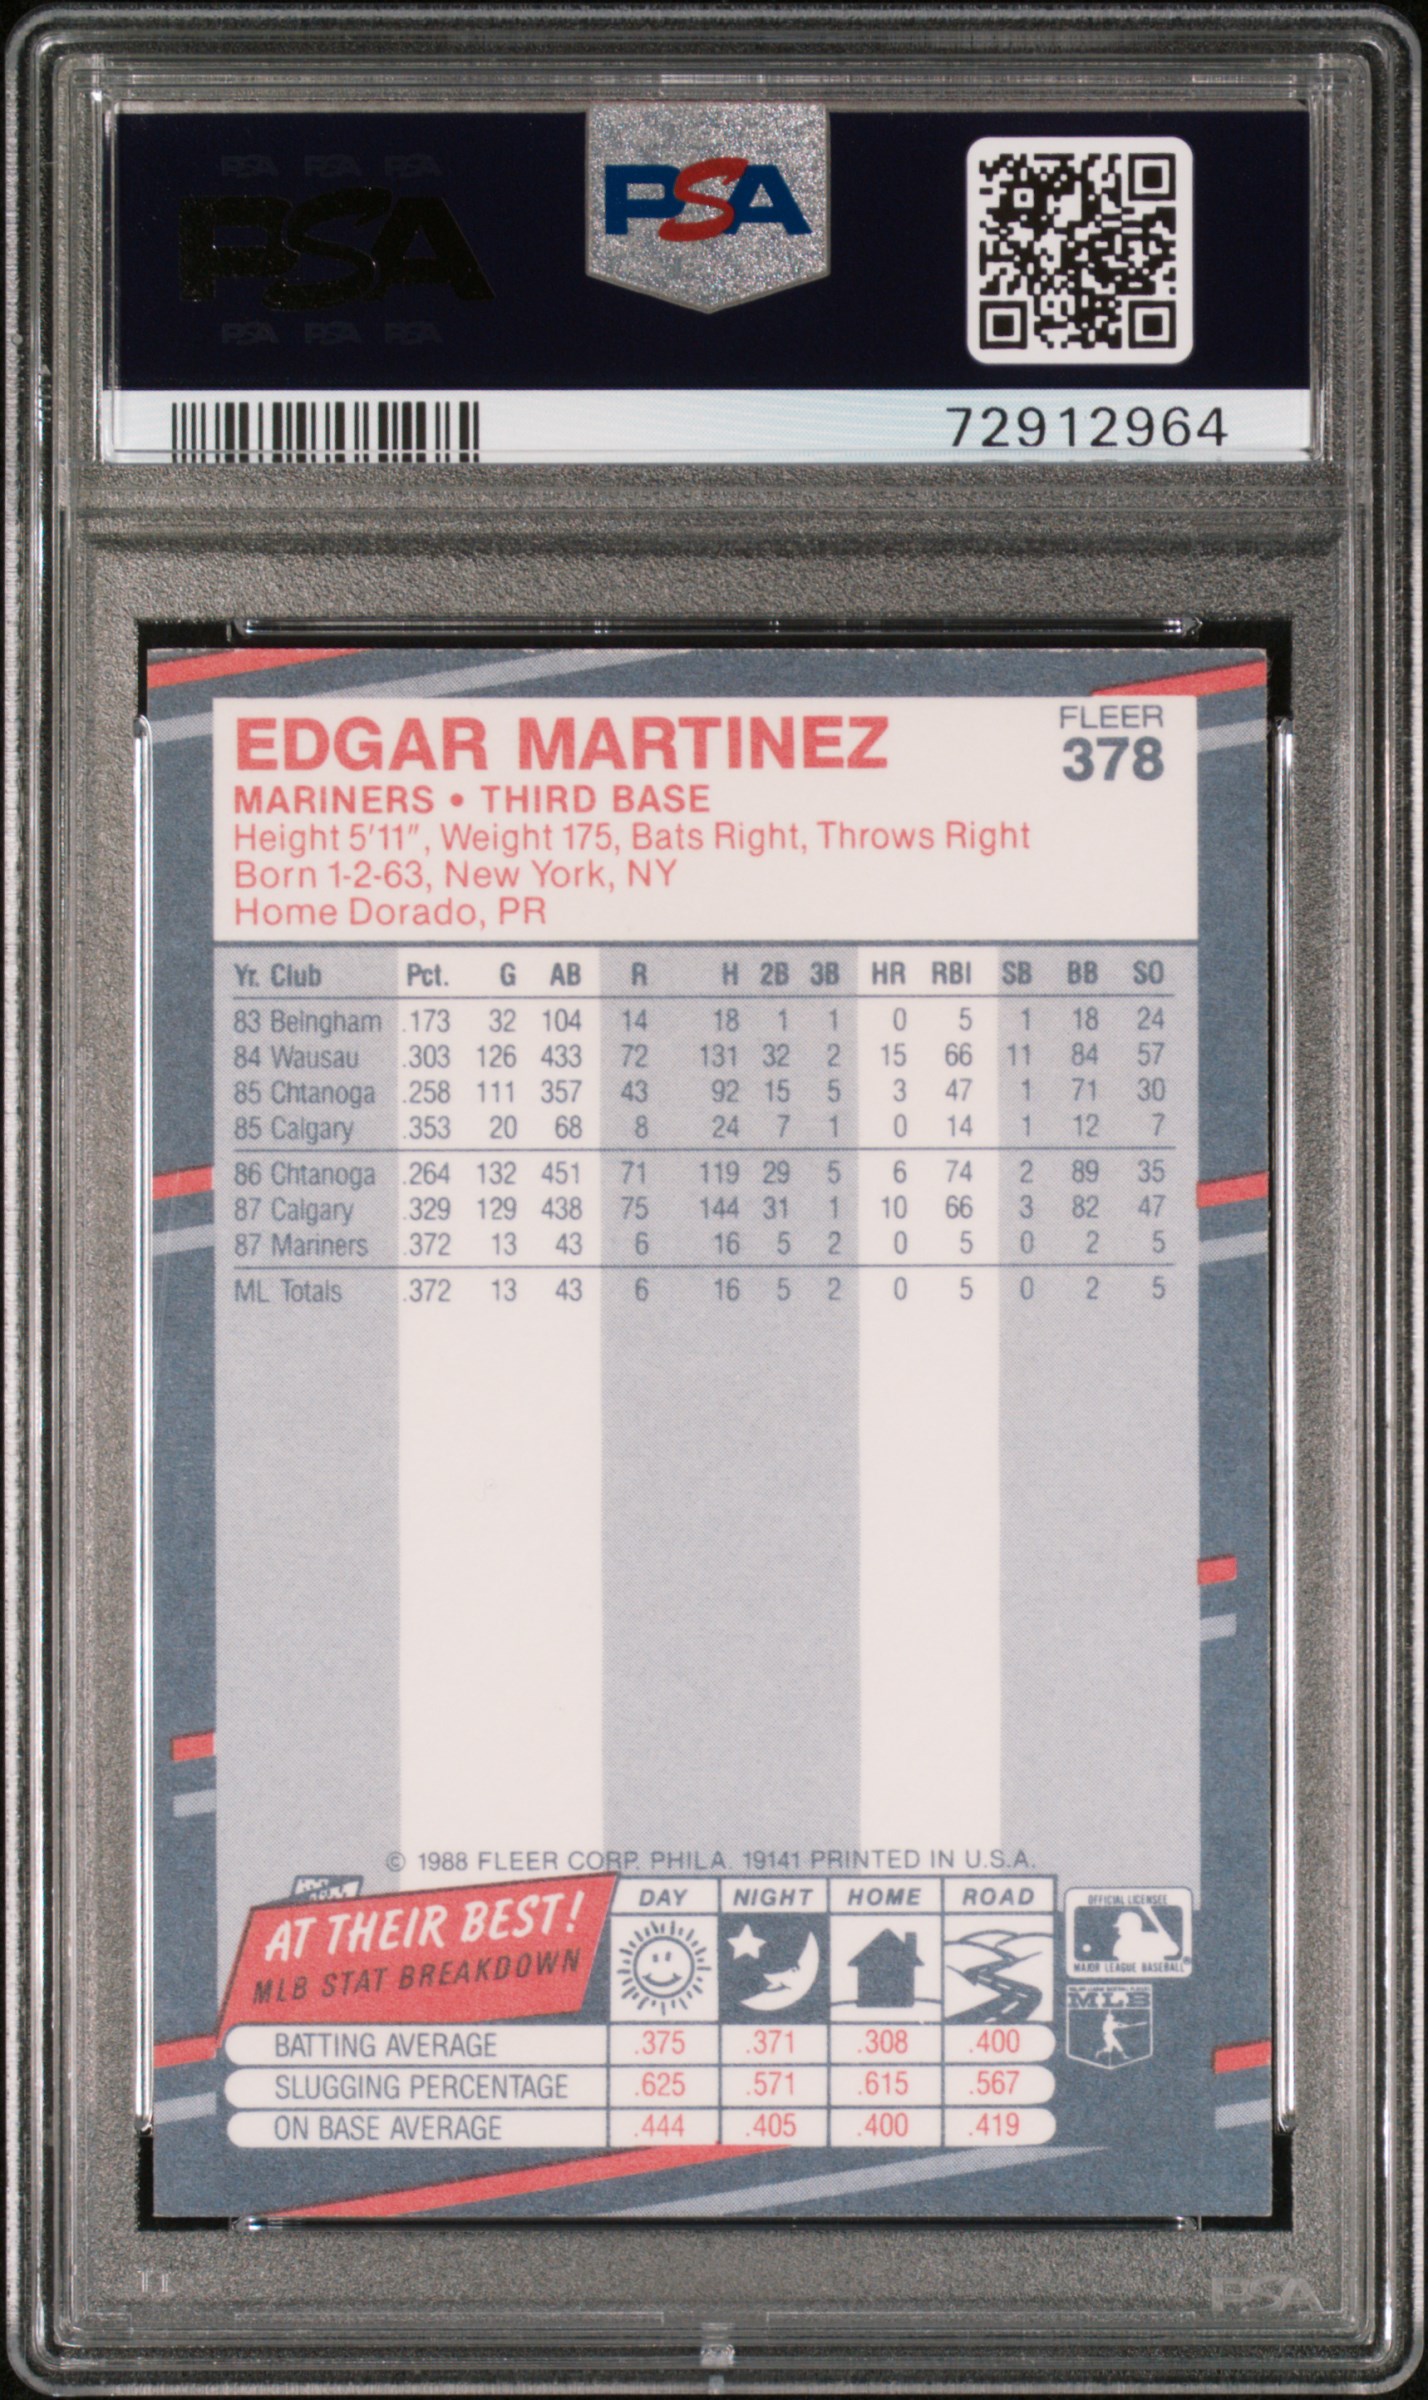 PSA PSA PSA
PSA
PSA PSA PSA
PSA
72912964
EDGAR MARTINEZ
FLEER
378
MARINERS • THIRD BASE
Height 5'11", Weight 175, Bats Right, Throws Right
Born 1-2-63, New York, NY
Home Dorado, PR
Yr. Club Pct. G AB R H 2B 3B HR RBI SB BB SO
83 Belngham .173 32 104 14 18 1 1 0 5 1 18 24
84 Wausau .303 126 433 72 131 32 2 15 66 11 84 57
85 Chtanoga .258 111 357 43 92 15 5 3 47 1 71 30
85 Calgary .353 20 68 8 24 7 1 0 14 1 12 7
86 Chtanoga .264 132 451 71 119 29 5 6 74 2 89 35
87 Calgary .329 129 438 75 144 31 1 10 66 3 82 47
87 Mariners .372 13 43 6 16 5 2 0 5 0 2 5
ML Totals .372 13 43 6 16 5 2 0 5 0 2 5
© 1988 FLEER CORP. PHILA. 19141 PRINTED IN U.S.A.
AT THEIR BEST!
MLB STAT BREAKDOWN
DAY NIGHT HOME ROAD
BATTING AVERAGE .375 .371 .308 .400
SLUGGING PERCENTAGE .625 .571 .615 .567
ON BASE AVERAGE .444 .405 .400 .419
OFFICIAL LICENSEE
MAJOR LEAGUE BASEBALL
MLB
PSA